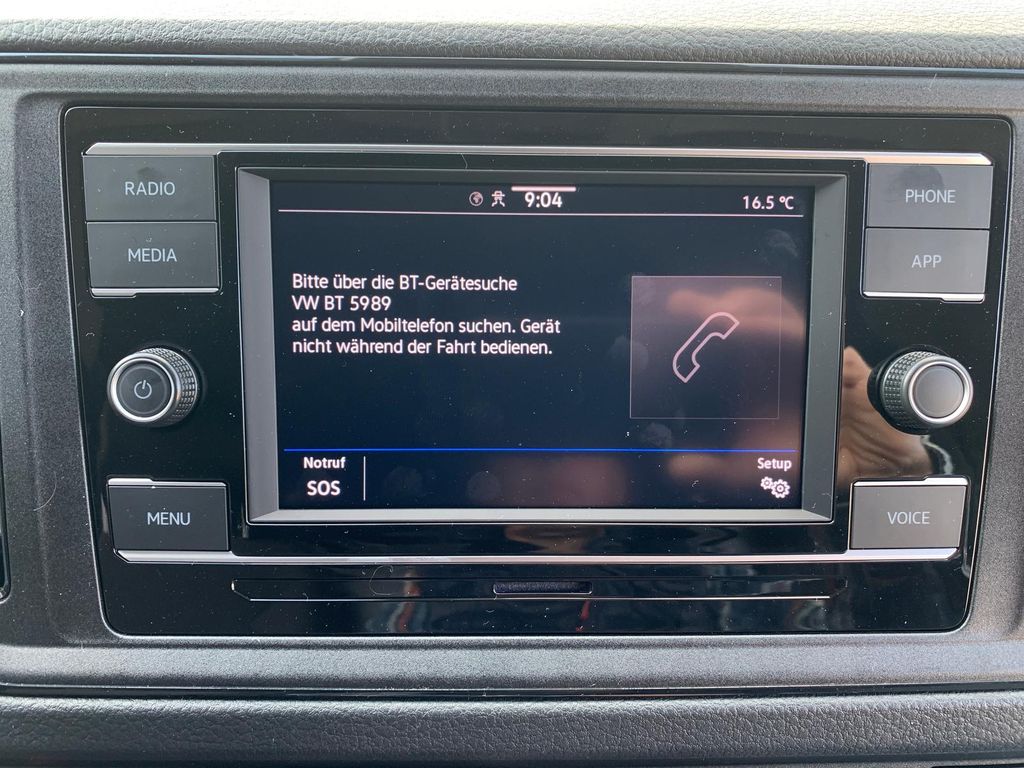 RADIO
MEDIA
MENU
9:04
16.5 °C
Bitte über die BT-Gerätesuche
VW BT 5989
auf dem Mobiltelefon suchen. Gerät
nicht während der Fahrt bedienen.
Notruf
SOS
Setup
PHONE
APP
VOICE